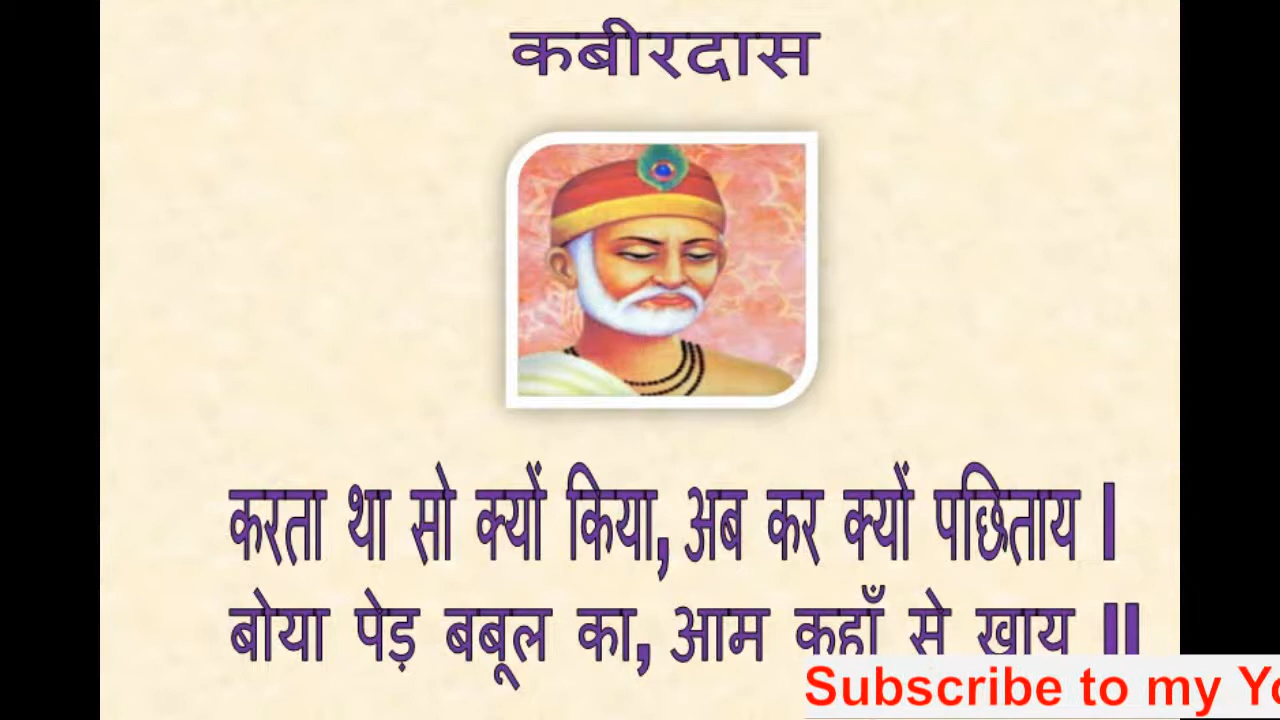 कबीरदास
करता था सो क्यों किया, अब कर क्यों पछिताय |
बोया पेड़ बबूल का, आम कहाँ से खाय ||
Subscribe to my